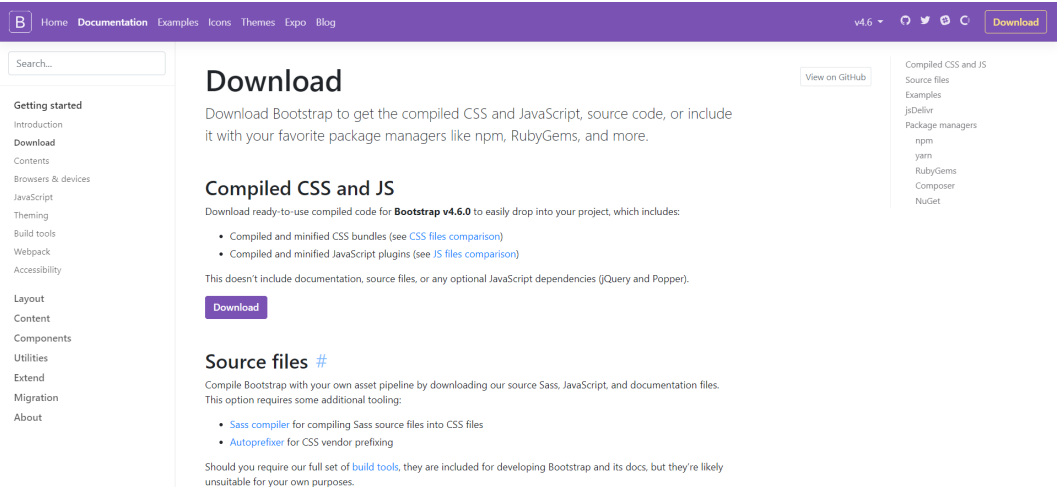 B Home Documentation Examples Icons Themes Expo Blog v4.6 Download
Search...
Getting started
Introduction
Download
Contents
Browsers & devices
JavaScript
Theming
Build tools
Webpack
Accessibility
Layout
Content
Components
Utilities
Extend
Migration
About
Download
View on GitHub
Download Bootstrap to get the compiled CSS and JavaScript, source code, or include
it with your favorite package managers like npm, RubyGems, and more.
Compiled CSS and JS
Download ready-to-use compiled code for Bootstrap v4.6.0 to easily drop into your project, which includes:
• Compiled and minified CSS bundles (see CSS files comparison)
• Compiled and minified JavaScript plugins (see JS files comparison)
This doesn't include documentation, source files, or any optional JavaScript dependencies (jQuery and Popper).
Download
Source files #
Compile Bootstrap with your own asset pipeline by downloading our source Sass, JavaScript, and documentation files.
This option requires some additional tooling:
• Sass compiler for compiling Sass source files into CSS files
• Autoprefixer for CSS vendor prefixing
Should you require our full set of build tools, they are included for developing Bootstrap and its docs, but they're likely
unsuitable for your own purposes.
Compiled CSS and JS
Source files
Examples
jsDelivr
Package managers
npm
yarn
RubyGems
Composer
NuGet